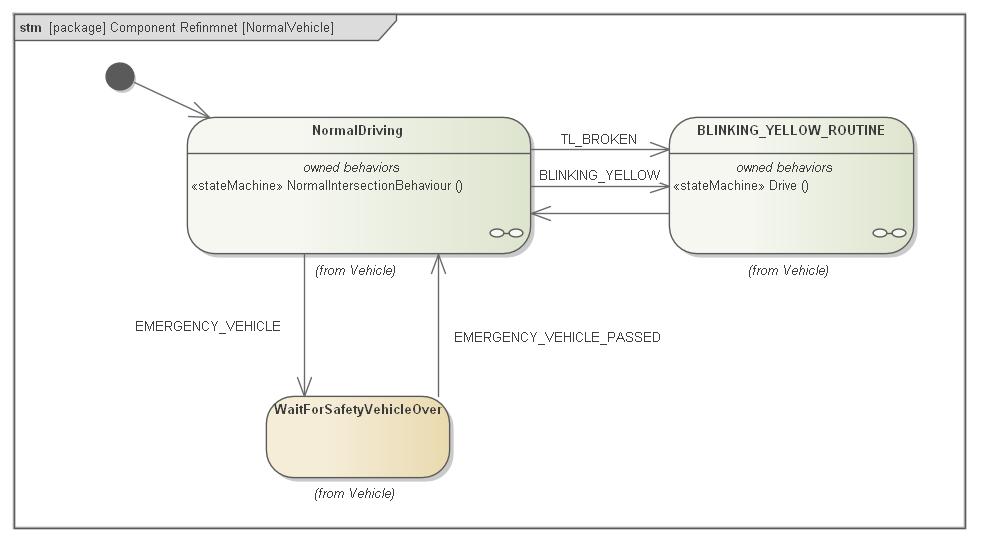 stm [package] Component Refinmnet [NormalVehicle]
NormalDriving
owned behaviors
«stateMachine» NormalIntersectionBehaviour ()
(from Vehicle)
TL_BROKEN
BLINKING_YELLOW
BLINKING_YELLOW_ROUTINE
owned behaviors
«stateMachine» Drive ()
(from Vehicle)
EMERGENCY_VEHICLE
EMERGENCY_VEHICLE_PASSED
WaitForSafetyVehicleOver
(from Vehicle)